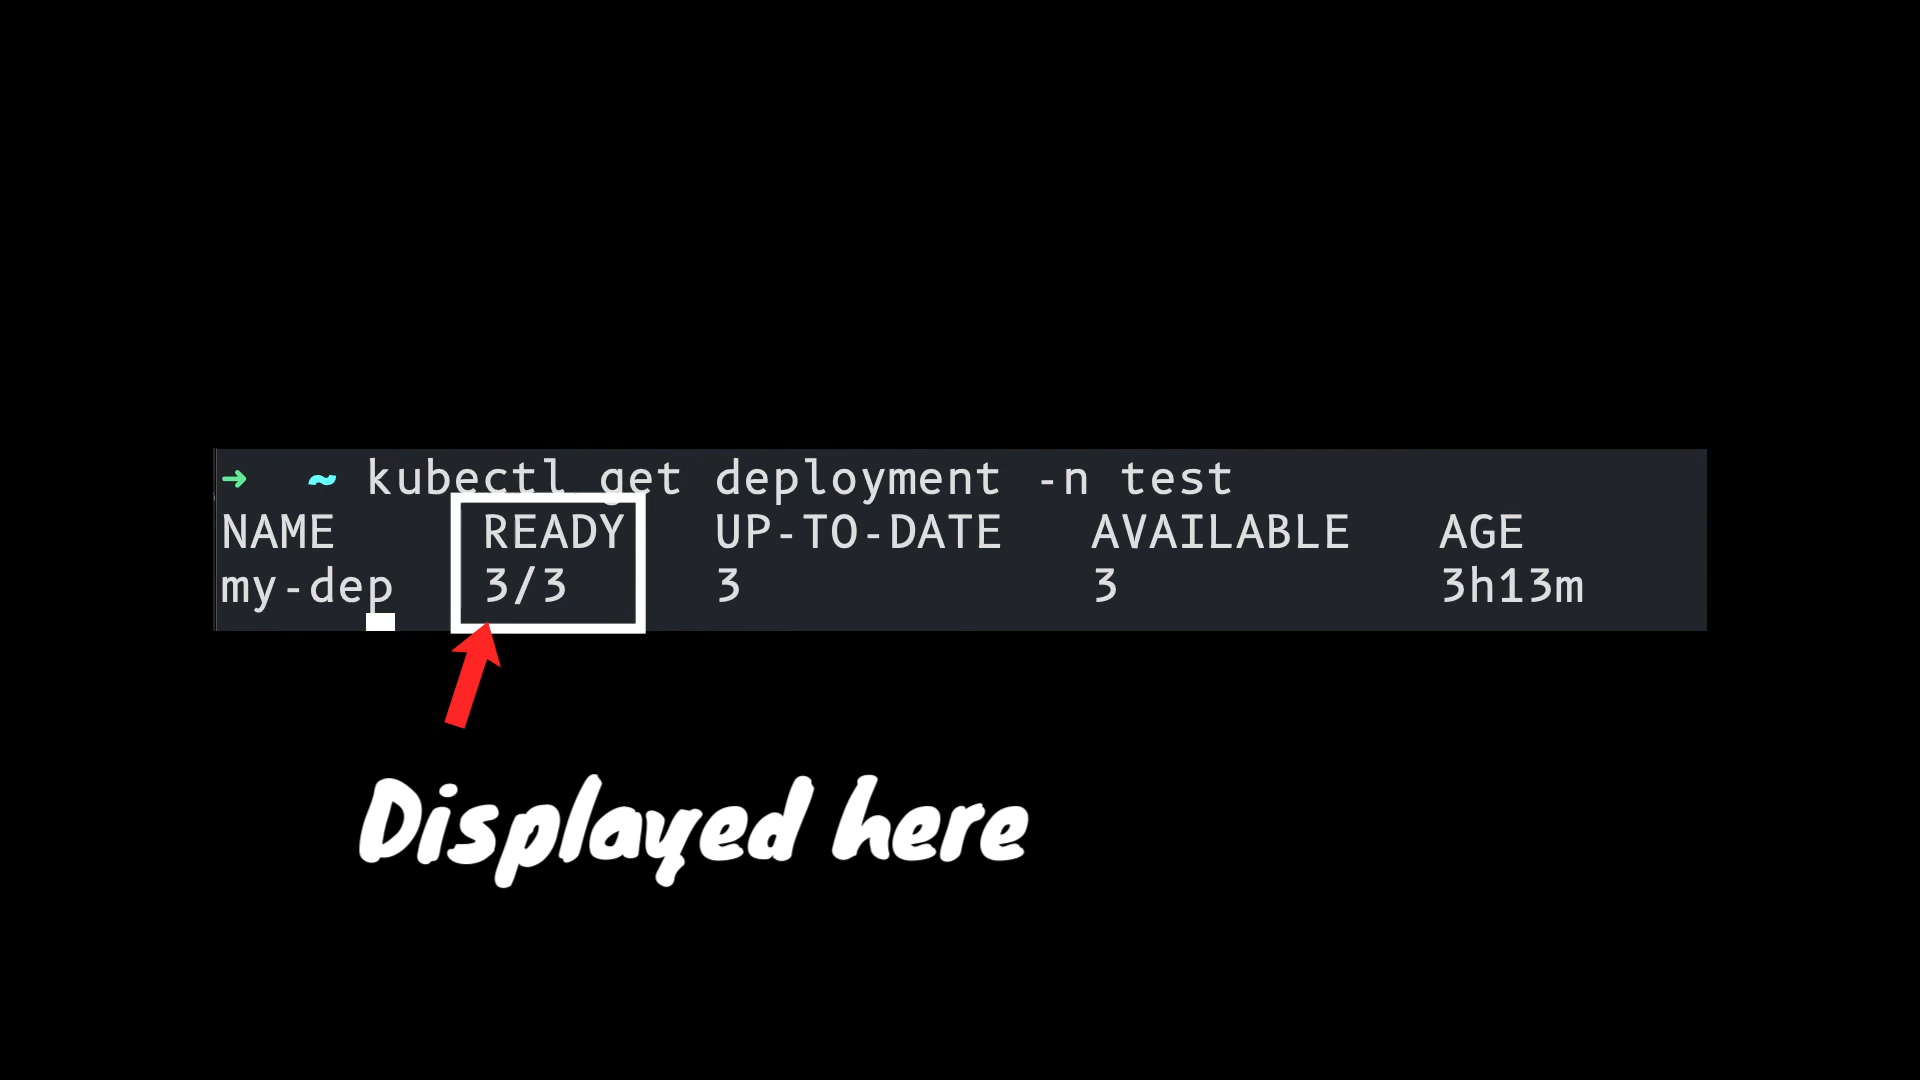 ➜ ~ kubectl get deployment -n test
NAME READY UP-TO-DATE AVAILABLE AGE
my-dep 3/3 3 3 3h13m
Displayed here